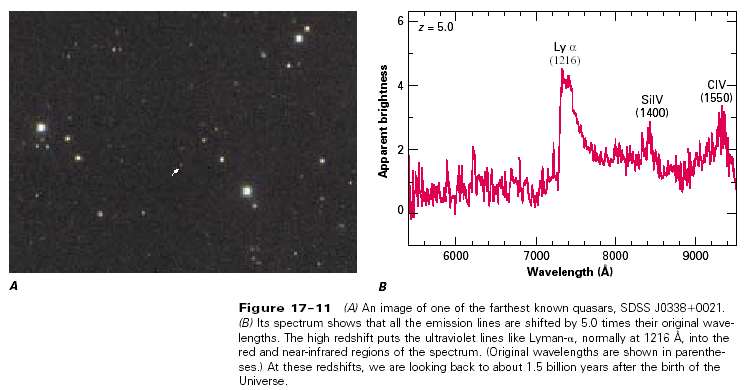 z = 5.0
Ly α
(1216)
SiIV
(1400)
CIV
(1550)
Apparent brightness
6
4
2
0
6000 7000 8000 9000
Wavelength (Å)
A
B
Figure 17–11 (A) An image of one of the farthest known quasars, SDSS J0338+0021.
(B) Its spectrum shows that all the emission lines are shifted by 5.0 times their original wave-
lengths. The high redshift puts the ultraviolet lines like Lyman-α, normally at 1216 Å, into the
red and near-infrared regions of the spectrum. (Original wavelengths are shown in parenthe-
ses.) At these redshifts, we are looking back to about 1.5 billion years after the birth of the
Universe.